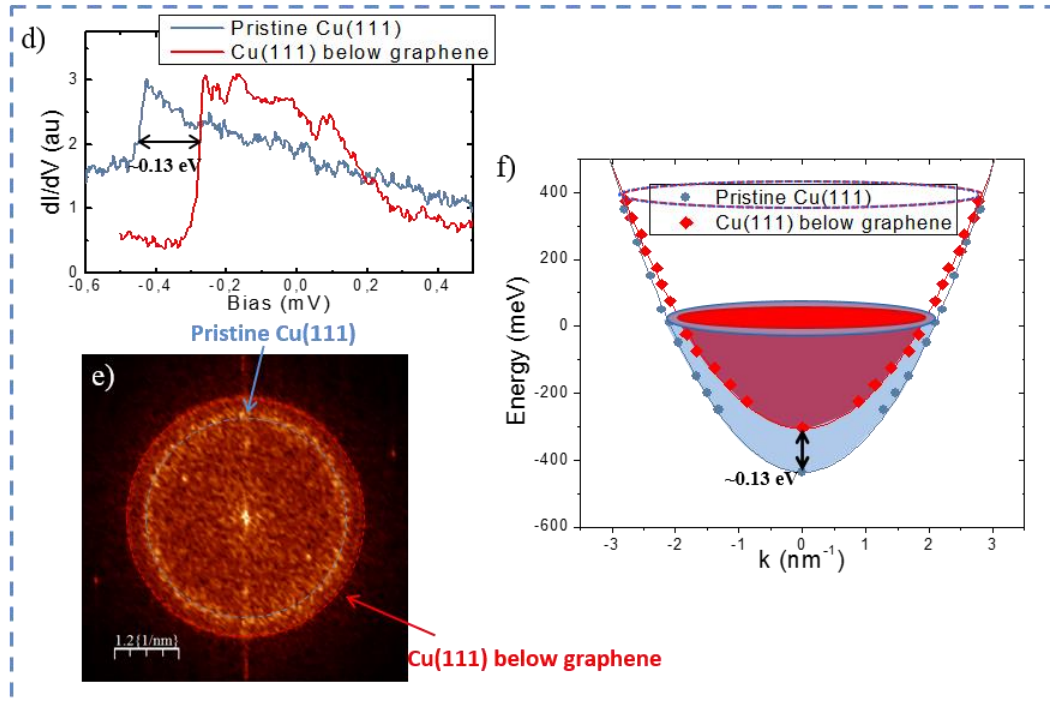 d)
Pristine Cu(111)
Cu(111) below graphene
dI/dV (au)
3
2
1
0
~0.13 eV
-0,6 -0,4 -0,2 0,0 0,2 0,4
Bias (mV)
Pristine Cu(111)
e)
1.2{1/nm}
Cu(111) below graphene
f)
Pristine Cu(111)
Cu(111) below graphene
Energy (meV)
400
200
0
-200
-400
-600
~0.13 eV
-3 -2 -1 0 1 2 3
k (nm-1)